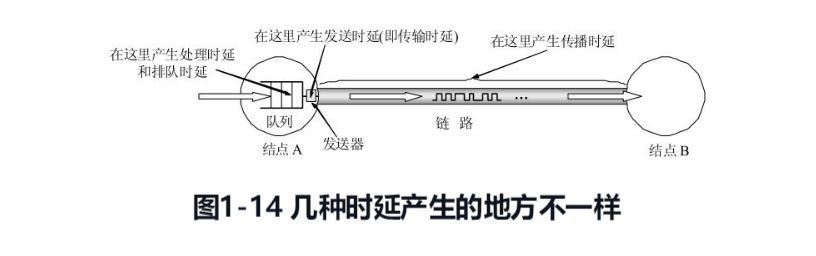 在这里产生处理时延
和排队时延
在这里产生发送时延(即传输时延)
在这里产生传播时延
队列
结点 A
发送器
链 路
...
结点 B
图1-14 几种时延产生的地方不一样